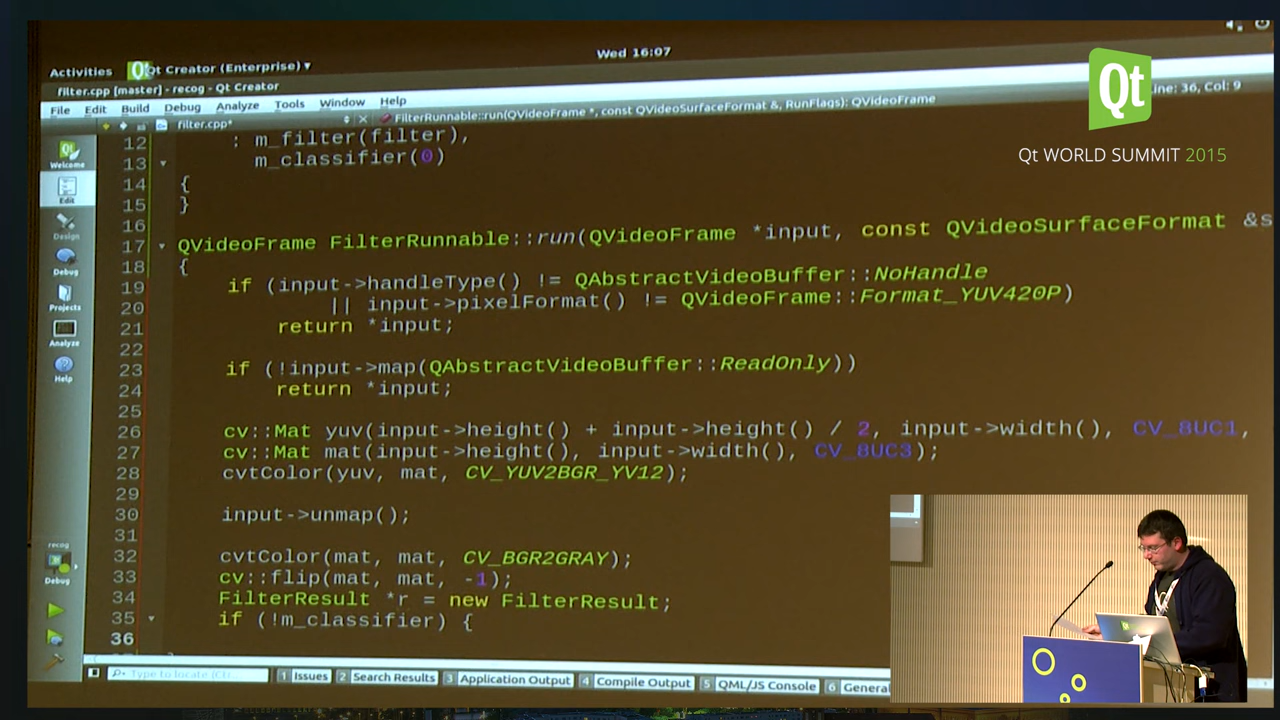 Wed 16:07
Activities Qt Creator (Enterprise) ▾
filter.cpp [master] - recog - Qt Creator
File Edit Build Debug Analyze Tools Window Help
filter.cpp* FilterRunnable::run(QVideoFrame *, const QVideoSurfaceFormat &, RunFlags): QVideoFrame Line: 36, Col: 9
Qt
Qt WORLD SUMMIT 2015
Welcome
Edit
Design
Debug
Projects
Analyze
Help
recog
Debug
12 : m_filter(filter),
13 m_classifier(0)
14 {
15 }
16
17 QVideoFrame FilterRunnable::run(QVideoFrame *input, const QVideoSurfaceFormat &s
18 {
19 if (input->handleType() != QAbstractVideoBuffer::NoHandle
20 || input->pixelFormat() != QVideoFrame::Format_YUV420P)
21 return *input;
22
23 if (!input->map(QAbstractVideoBuffer::ReadOnly))
24 return *input;
25
26 cv::Mat yuv(input->height() + input->height() / 2, input->width(), CV_8UC1,
27 cv::Mat mat(input->height(), input->width(), CV_8UC3);
28 cvtColor(yuv, mat, CV_YUV2BGR_YV12);
29
30 input->unmap();
31
32 cvtColor(mat, mat, CV_BGR2GRAY);
33 cv::flip(mat, mat, -1);
34 FilterResult *r = new FilterResult;
35 if (!m_classifier) {
36
Type to locate (Ctr... 1 Issues 2 Search Results 3 Application Output 4 Compile Output 5 QML/JS Console 6 General